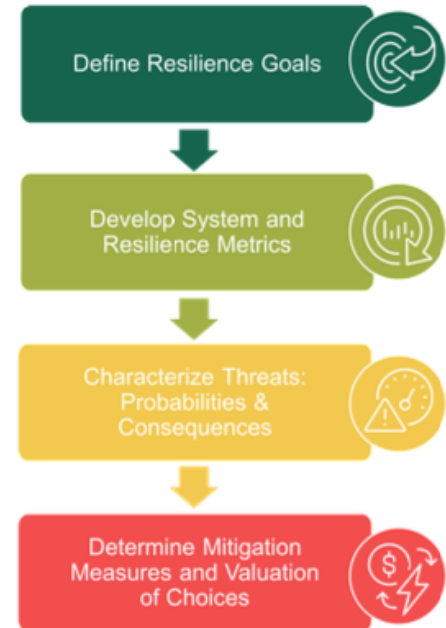 Define Resilience Goals
Develop System and
Resilience Metrics
Characterize Threats:
Probabilities &
Consequences
$
Determine Mitigation
Measures and Valuation
of Choices